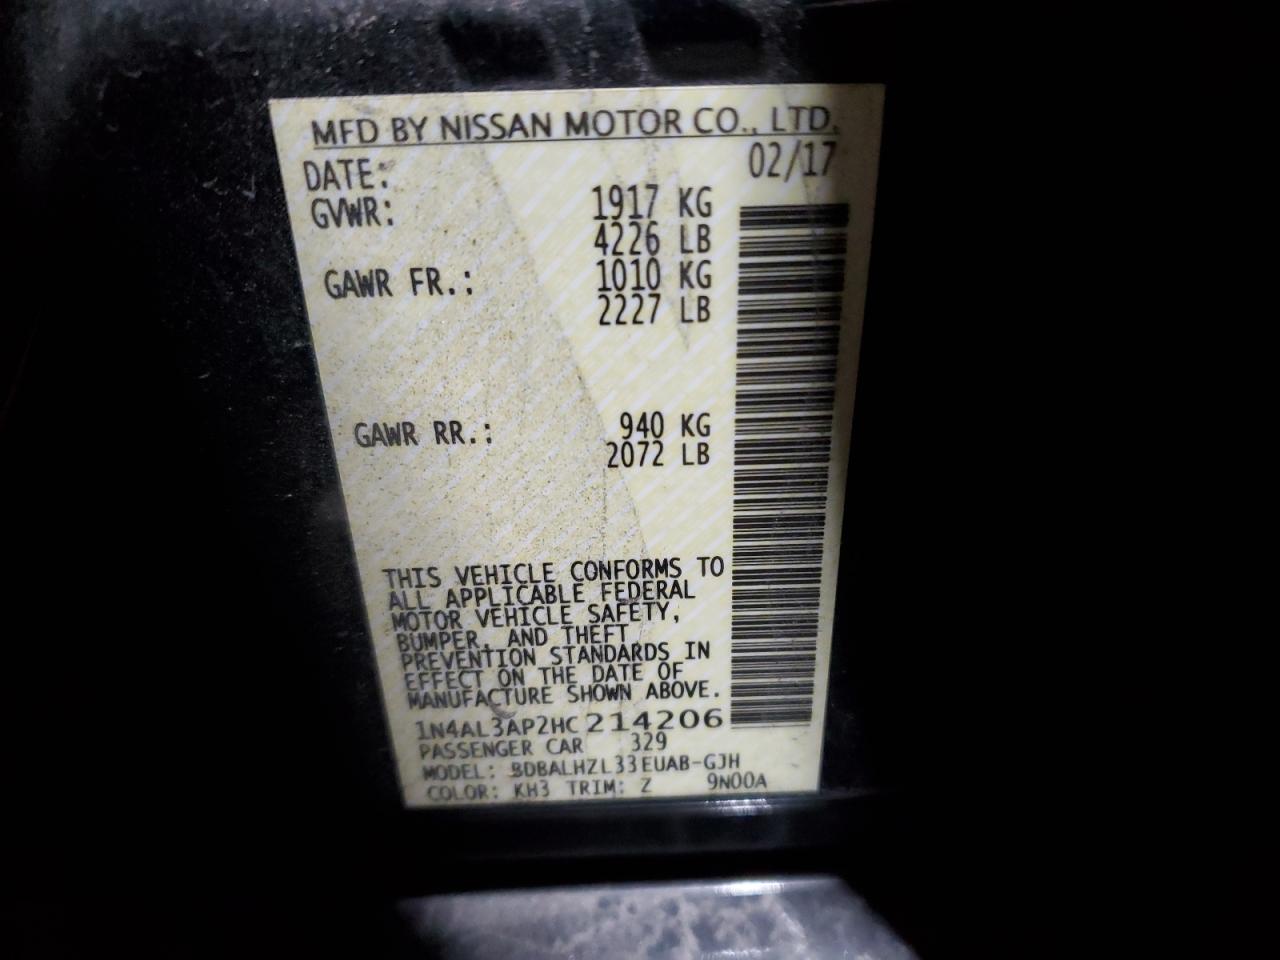 MFD BY NISSAN MOTOR CO., LTD.
DATE: 02/17
GVWR: 1917 KG
4226 LB
GAWR FR.: 1010 KG
2227 LB
GAWR RR.: 940 KG
2072 LB
THIS VEHICLE CONFORMS TO
ALL APPLICABLE FEDERAL
MOTOR VEHICLE SAFETY,
BUMPER, AND THEFT
PREVENTION STANDARDS IN
EFFECT ON THE DATE OF
MANUFACTURE SHOWN ABOVE.
1N4AL3AP2HC214206
PASSENGER CAR 329
MODEL: BDBALHZL33EUAB-GJH
COLOR: KH3 TRIM: Z 9N00A